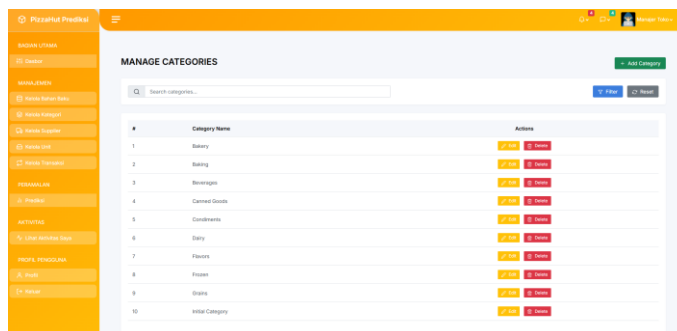 PizzaHut Prediksi
4
4
Manajer Toko
BAGIAN UTAMA
Dasbor
MANAJEMEN
Kelola Bahan Baku
Kelola Kategori
Kelola Supplier
Kelola Unit
Kelola Transaksi
PERAMALAN
Prediksi
AKTIVITAS
Lihat Aktivitas Saya
PROFIL PENGGUNA
Profil
Keluar
MANAGE CATEGORIES
+ Add Category
Search categories...
Filter
Reset
# Category Name Actions
1 Bakery Edit Delete
2 Baking Edit Delete
3 Beverages Edit Delete
4 Canned Goods Edit Delete
5 Condiments Edit Delete
6 Dairy Edit Delete
7 Flavors Edit Delete
8 Frozen Edit Delete
9 Grains Edit Delete
10 Initial Category Edit Delete